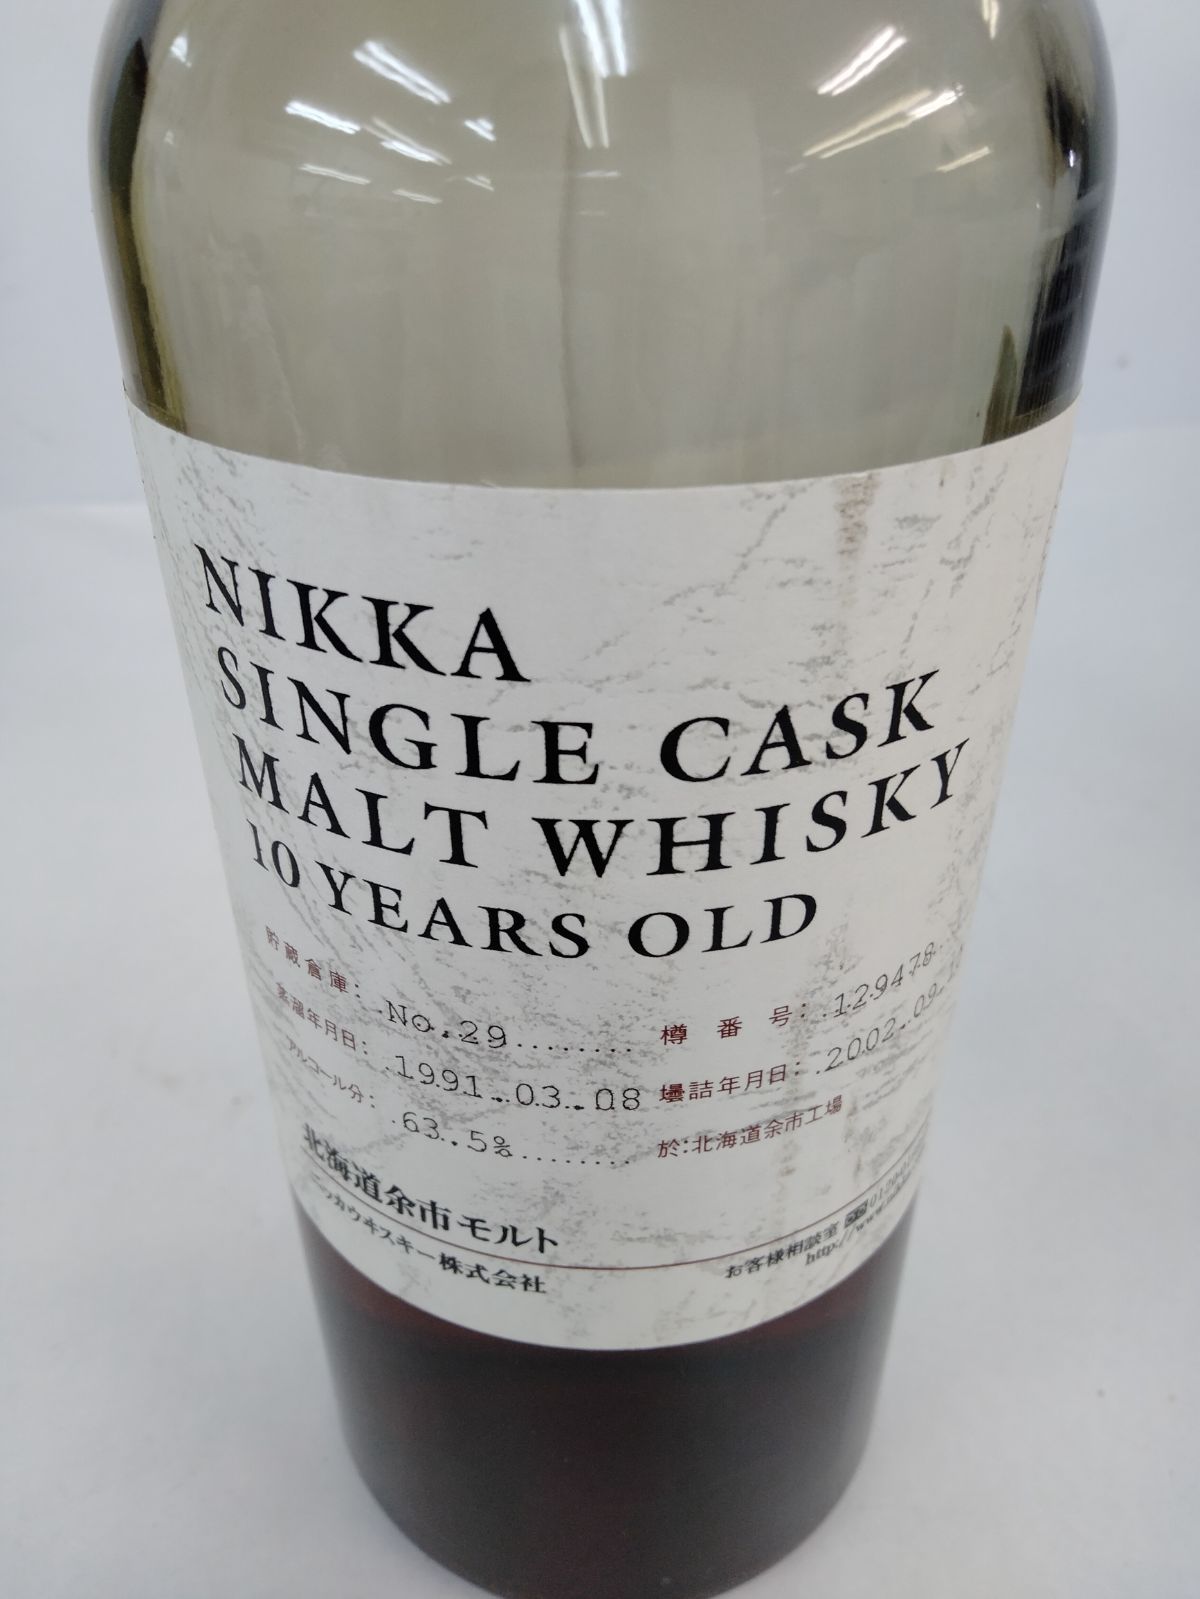 NIKKA
SINGLE CASK
MALT WHISKY
10 YEARS OLD
貯蔵倉庫: No.29 樽番号: 129478
蒸溜年月日: 1991.03.08 壜詰年月日: 2002.09.
アルコール分: 63.5% 於:北海道余市工場
北海道余市モルト
ニッカウヰスキー株式会社
お客様相談室 0120-
http://www.